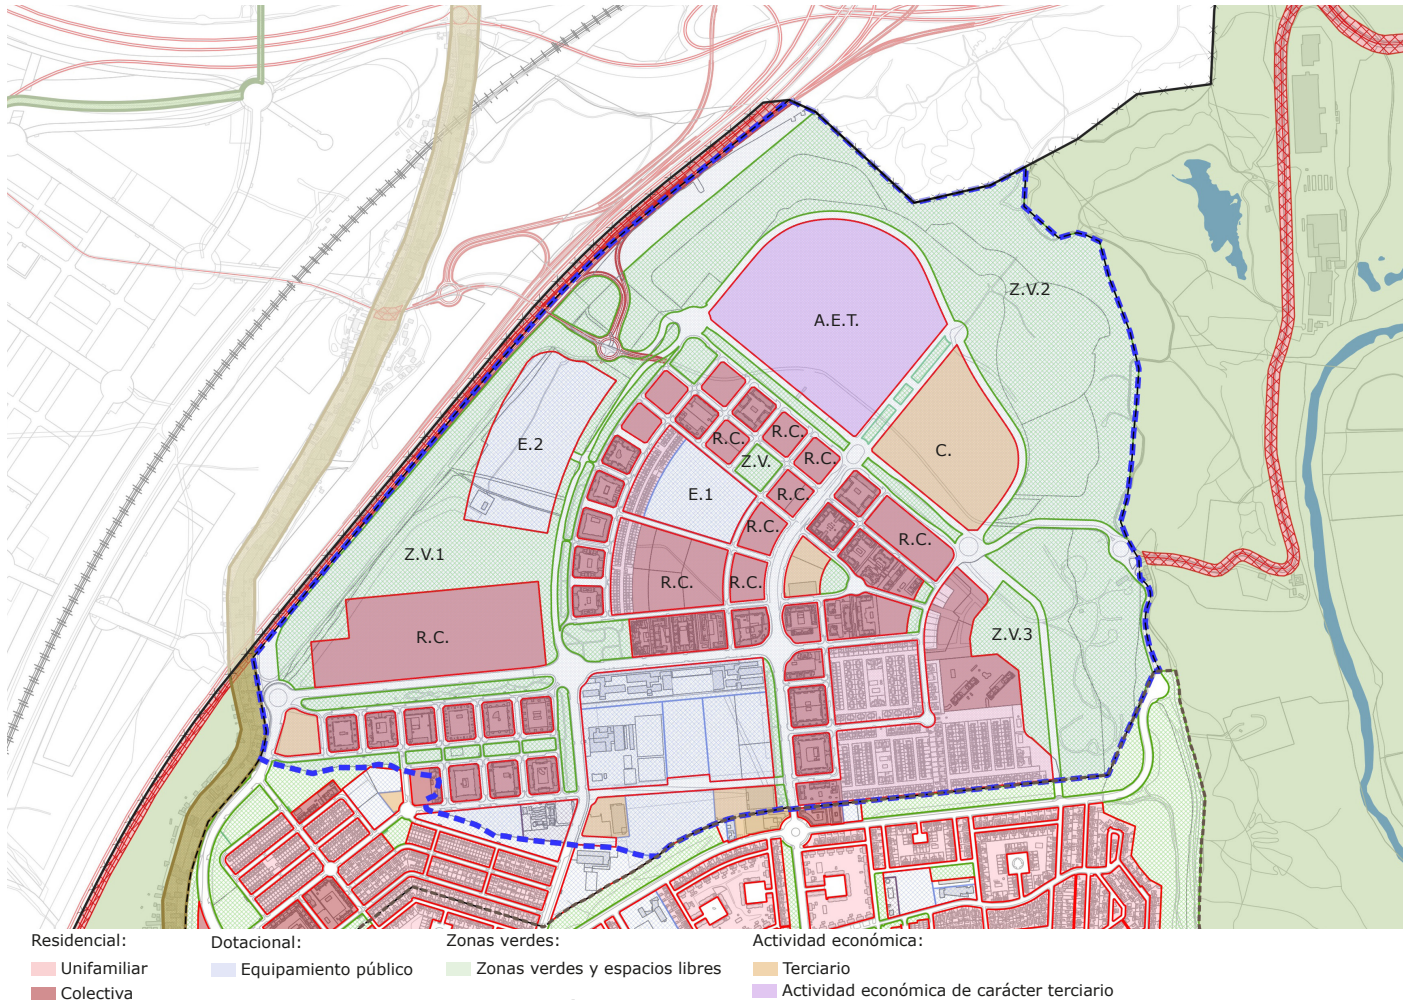 Z.V.2
A.E.T.
R.C.
R.C.
E.2
C.
Z.V.
R.C.
E.1
R.C.
R.C.
R.C.
Z.V.1
R.C.
R.C.
R.C.
Z.V.3
Residencial:
Unifamiliar
Colectiva
Dotacional:
Equipamiento público
Zonas verdes:
Zonas verdes y espacios libres
Actividad económica:
Terciario
Actividad económica de carácter terciario